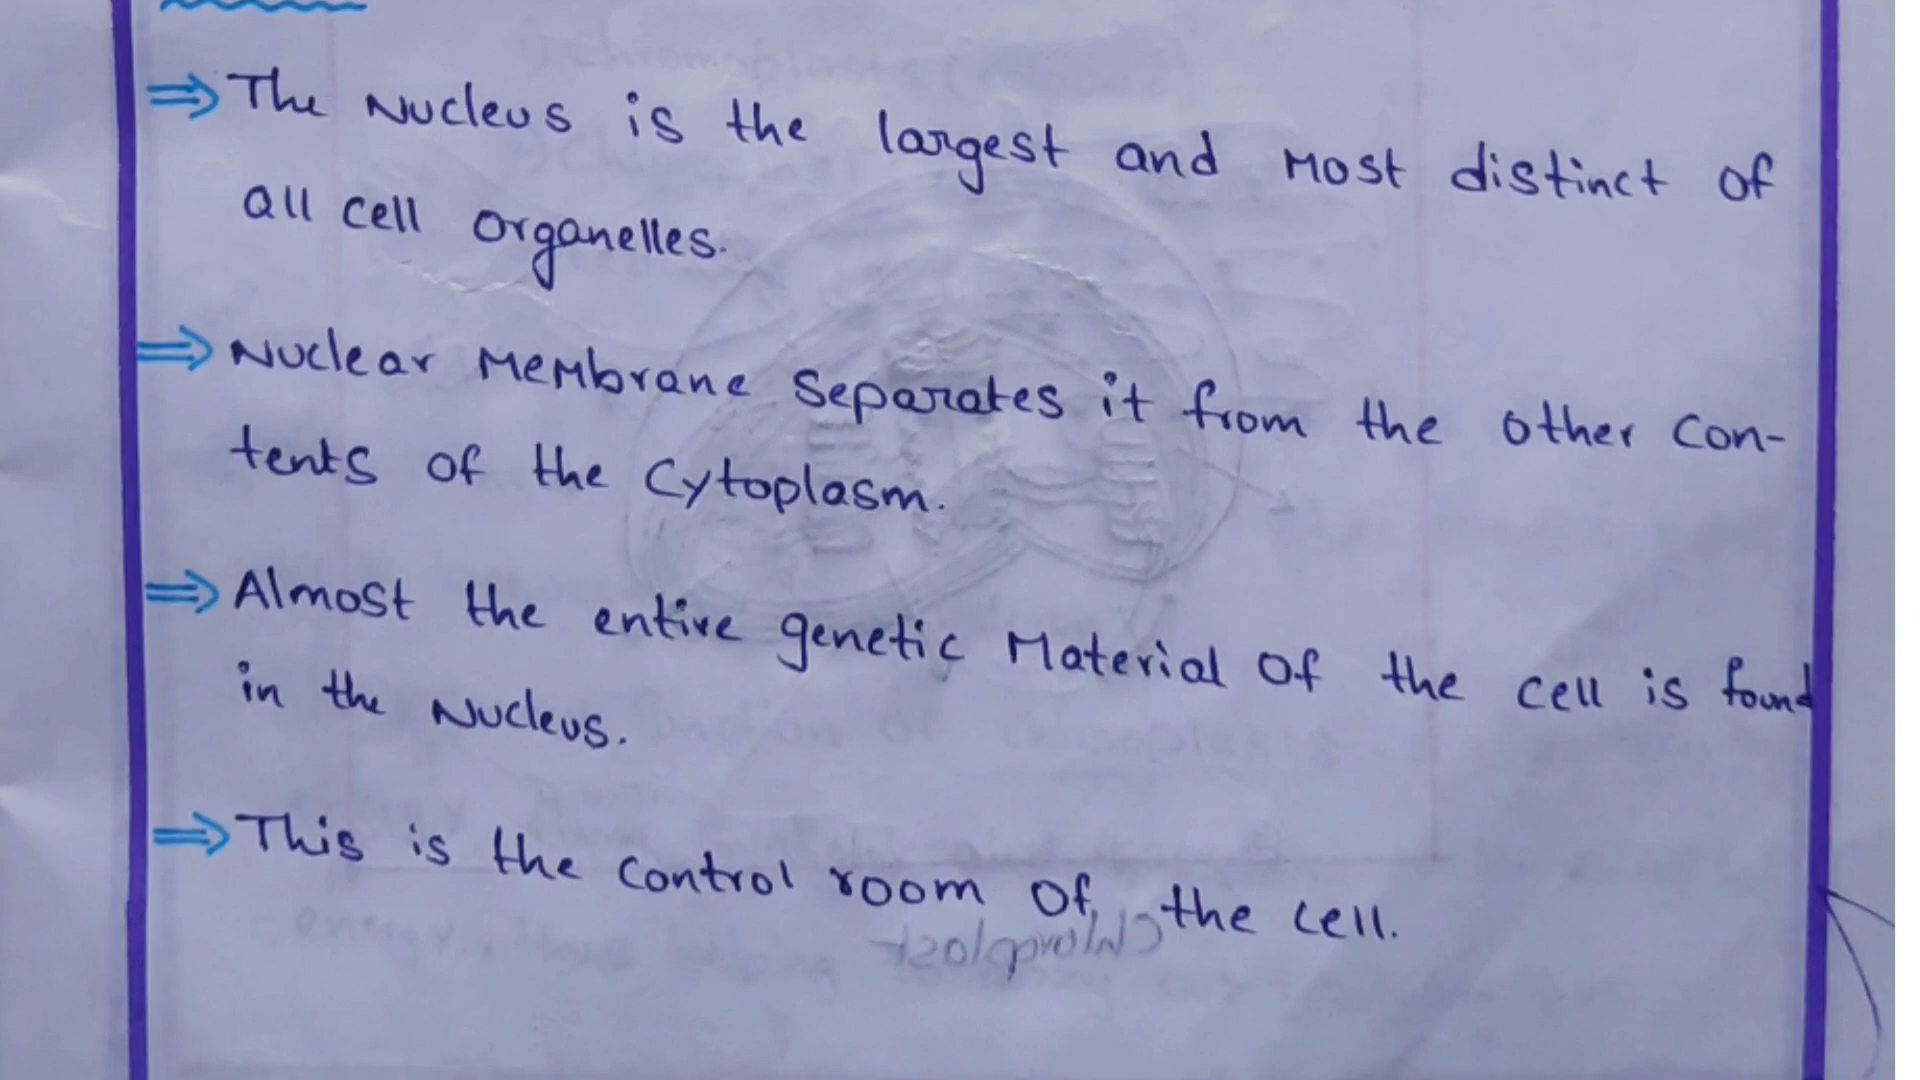 ⇒ The Nucleus is the largest and Most distinct of
all cell organelles.
⇒ Nuclear Membrane Separates it from the other con-
tents of the Cytoplasm.
⇒ Almost the entire genetic Material of the cell is found
in the Nucleus.
⇒ This is the control room of the cell.